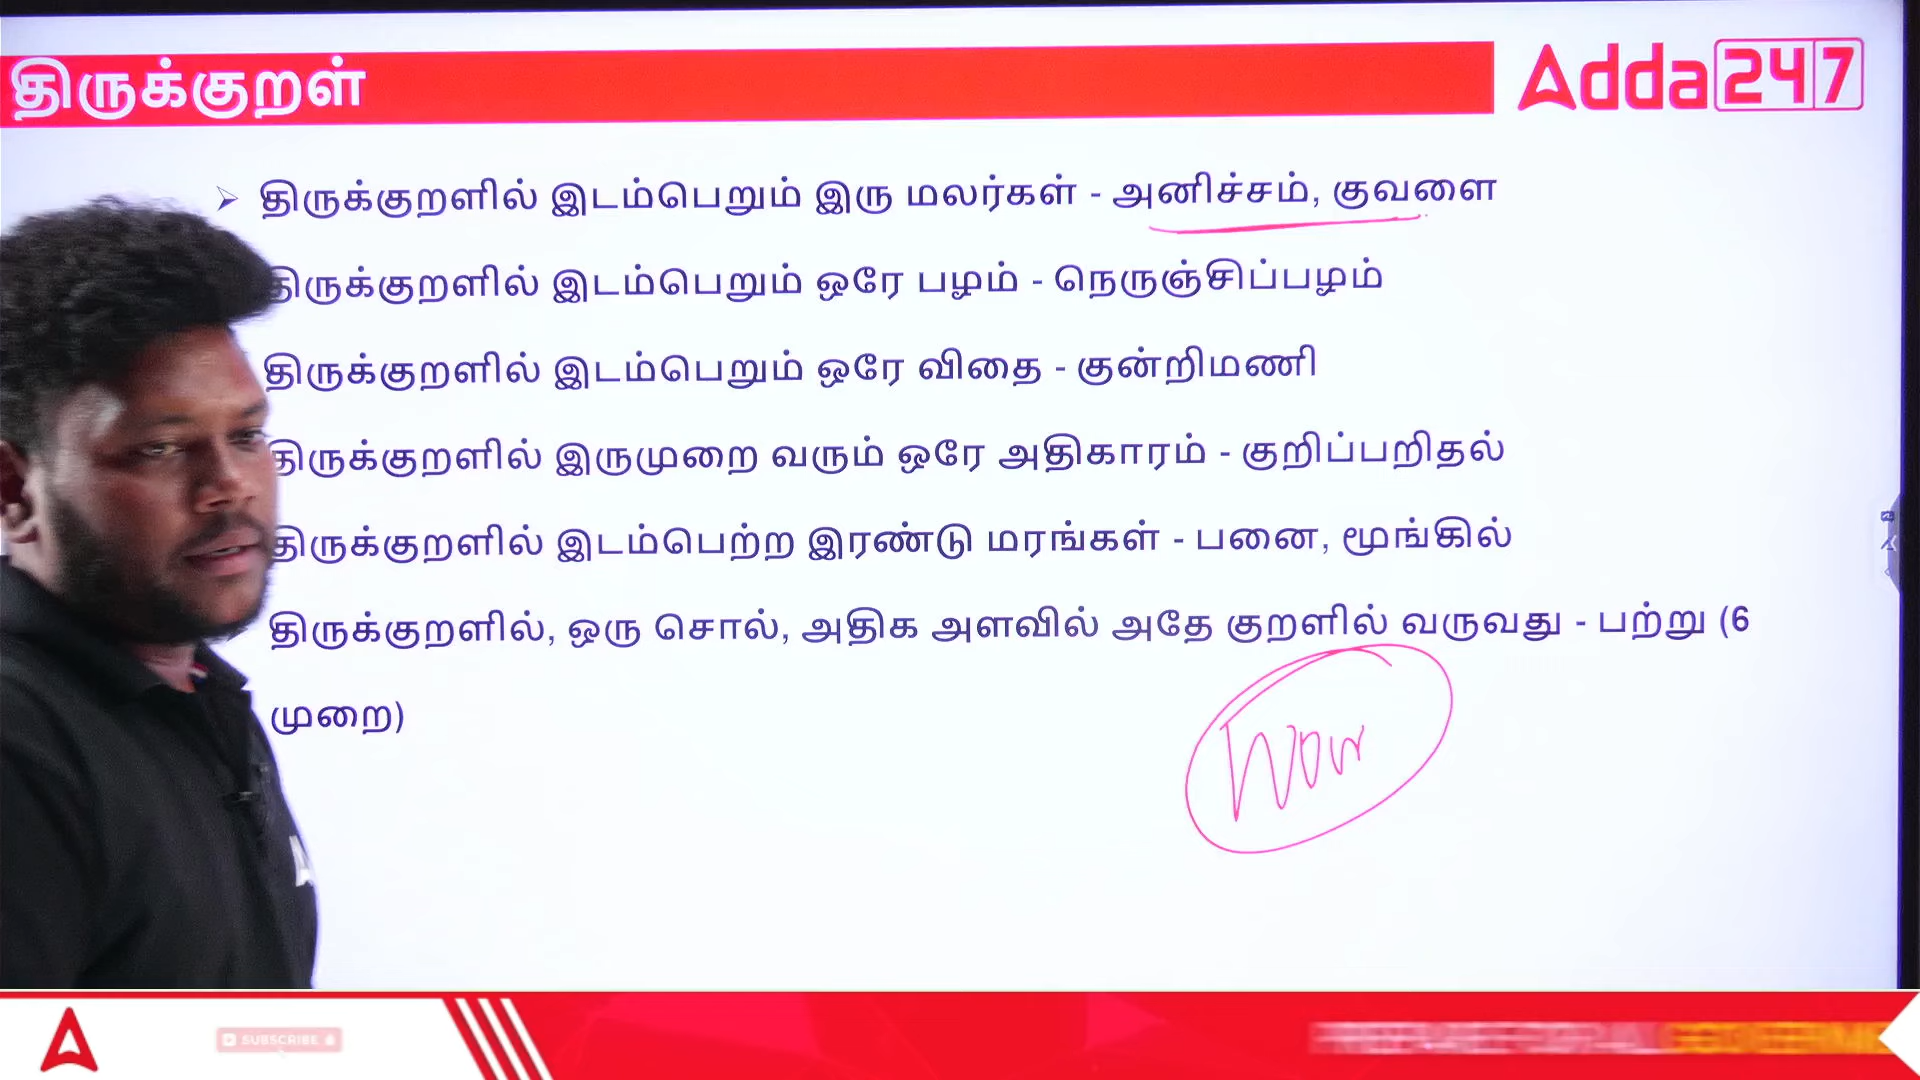 திருக்குறள்
Adda247
திருக்குறளில் இடம்பெறும் இரு மலர்கள் - அனிச்சம், குவளை
திருக்குறளில் இடம்பெறும் ஒரே பழம் - நெருஞ்சிப்பழம்
திருக்குறளில் இடம்பெறும் ஒரே விதை - குன்றிமணி
திருக்குறளில் இருமுறை வரும் ஒரே அதிகாரம் - குறிப்பறிதல்
திருக்குறளில் இடம்பெற்ற இரண்டு மரங்கள் - பனை, மூங்கில்
திருக்குறளில், ஒரு சொல், அதிக அளவில் அதே குறளில் வருவது - பற்று (6
முறை)
SUBSCRIBE